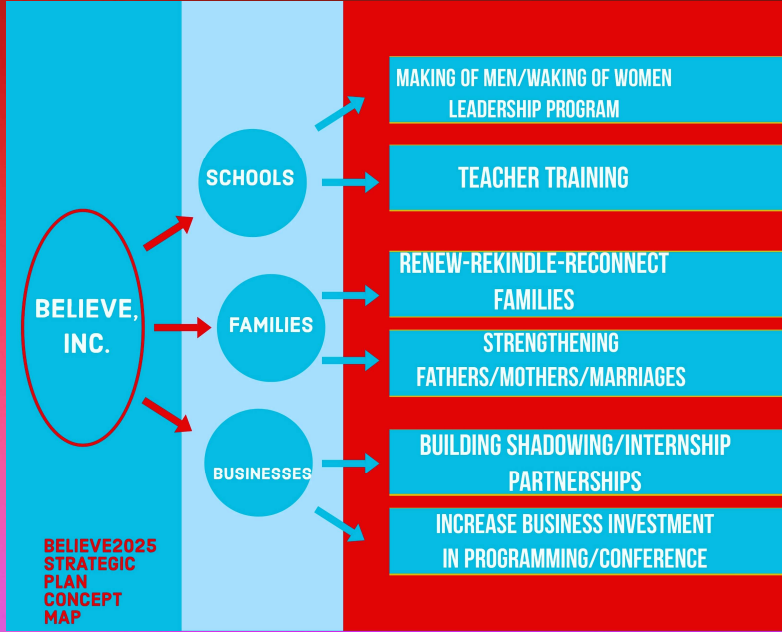 BELIEVE,
INC.
BELIEVE2025
STRATEGIC
PLAN
CONCEPT
MAP
SCHOOLS
FAMILIES
BUSINESSES
MAKING OF MEN/WAKING OF WOMEN
LEADERSHIP PROGRAM
TEACHER TRAINING
RENEW-REKINDLE-RECONNECT
FAMILIES
STRENGTHENING
FATHERS/MOTHERS/MARRIAGES
BUILDING SHADOWING/INTERNSHIP
PARTNERSHIPS
INCREASE BUSINESS INVESTMENT
IN PROGRAMMING/CONFERENCE